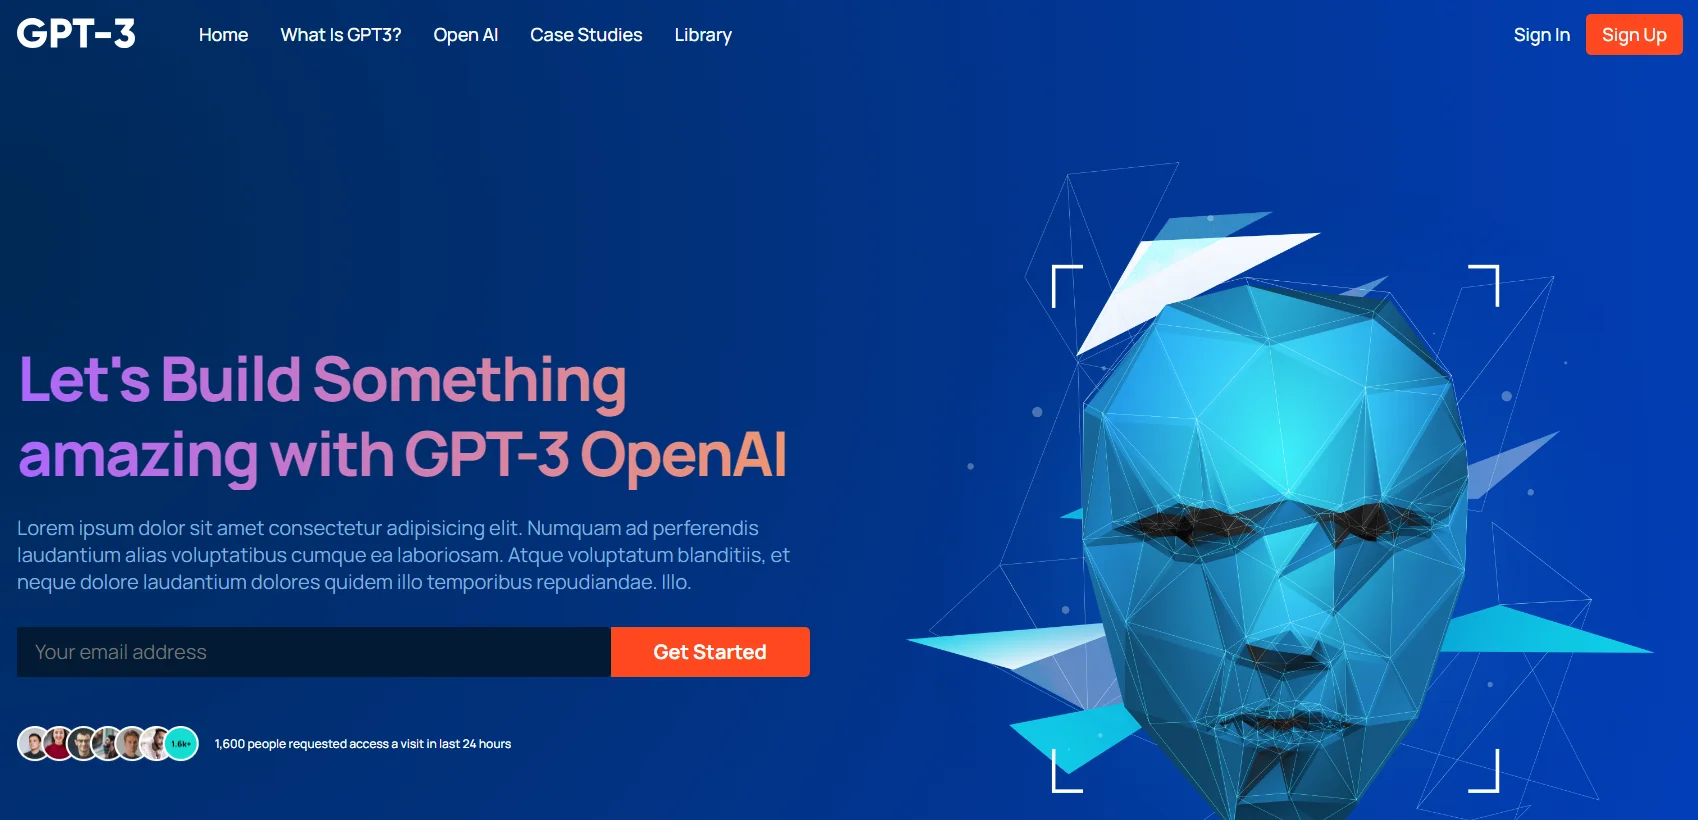 GPT-3
Home
What Is GPT3?
Open AI
Case Studies
Library
Sign In
Sign Up
Let's Build Something
amazing with GPT-3 OpenAI
Lorem ipsum dolor sit amet consectetur adipisicing elit. Numquam ad perferendis
laudantium alias voluptatibus cumque ea laboriosam. Atque voluptatum blanditiis, et
neque dolore laudantium dolores quidem illo temporibus repudiandae. Illo.
Your email address
Get Started
1.6k+
1,600 people requested access a visit in last 24 hours